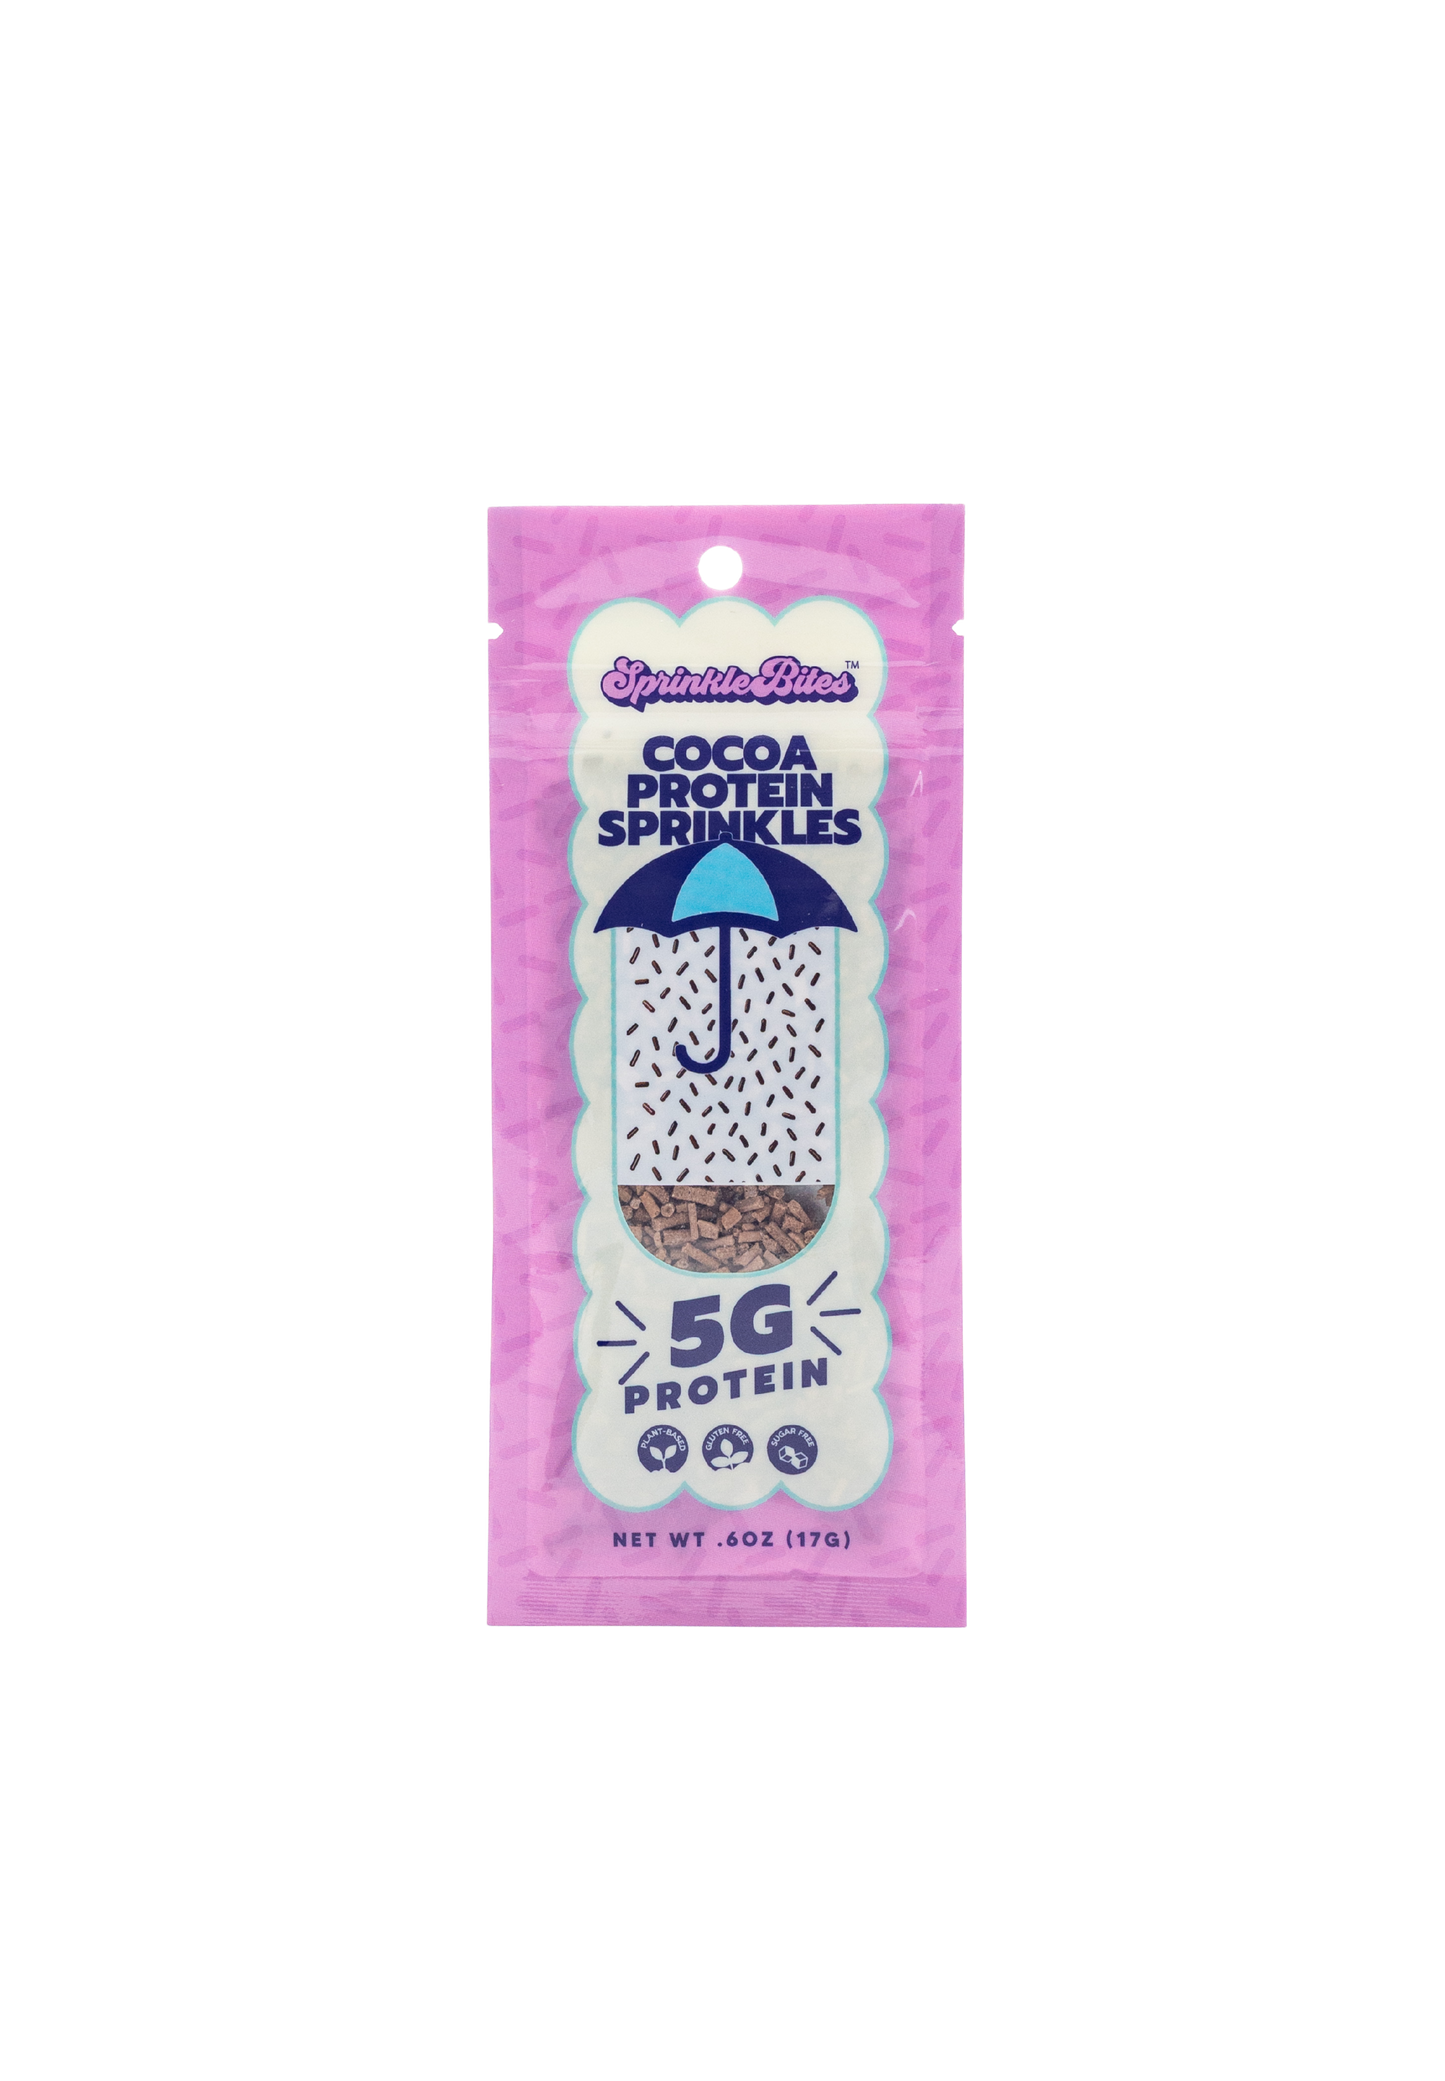 SprinkleBites™
COCOA
PROTEIN
SPRINKLES
5G
PROTEIN
PLANT-BASED
GLUTEN FREE
SUGAR FREE
NET WT .6OZ (17G)